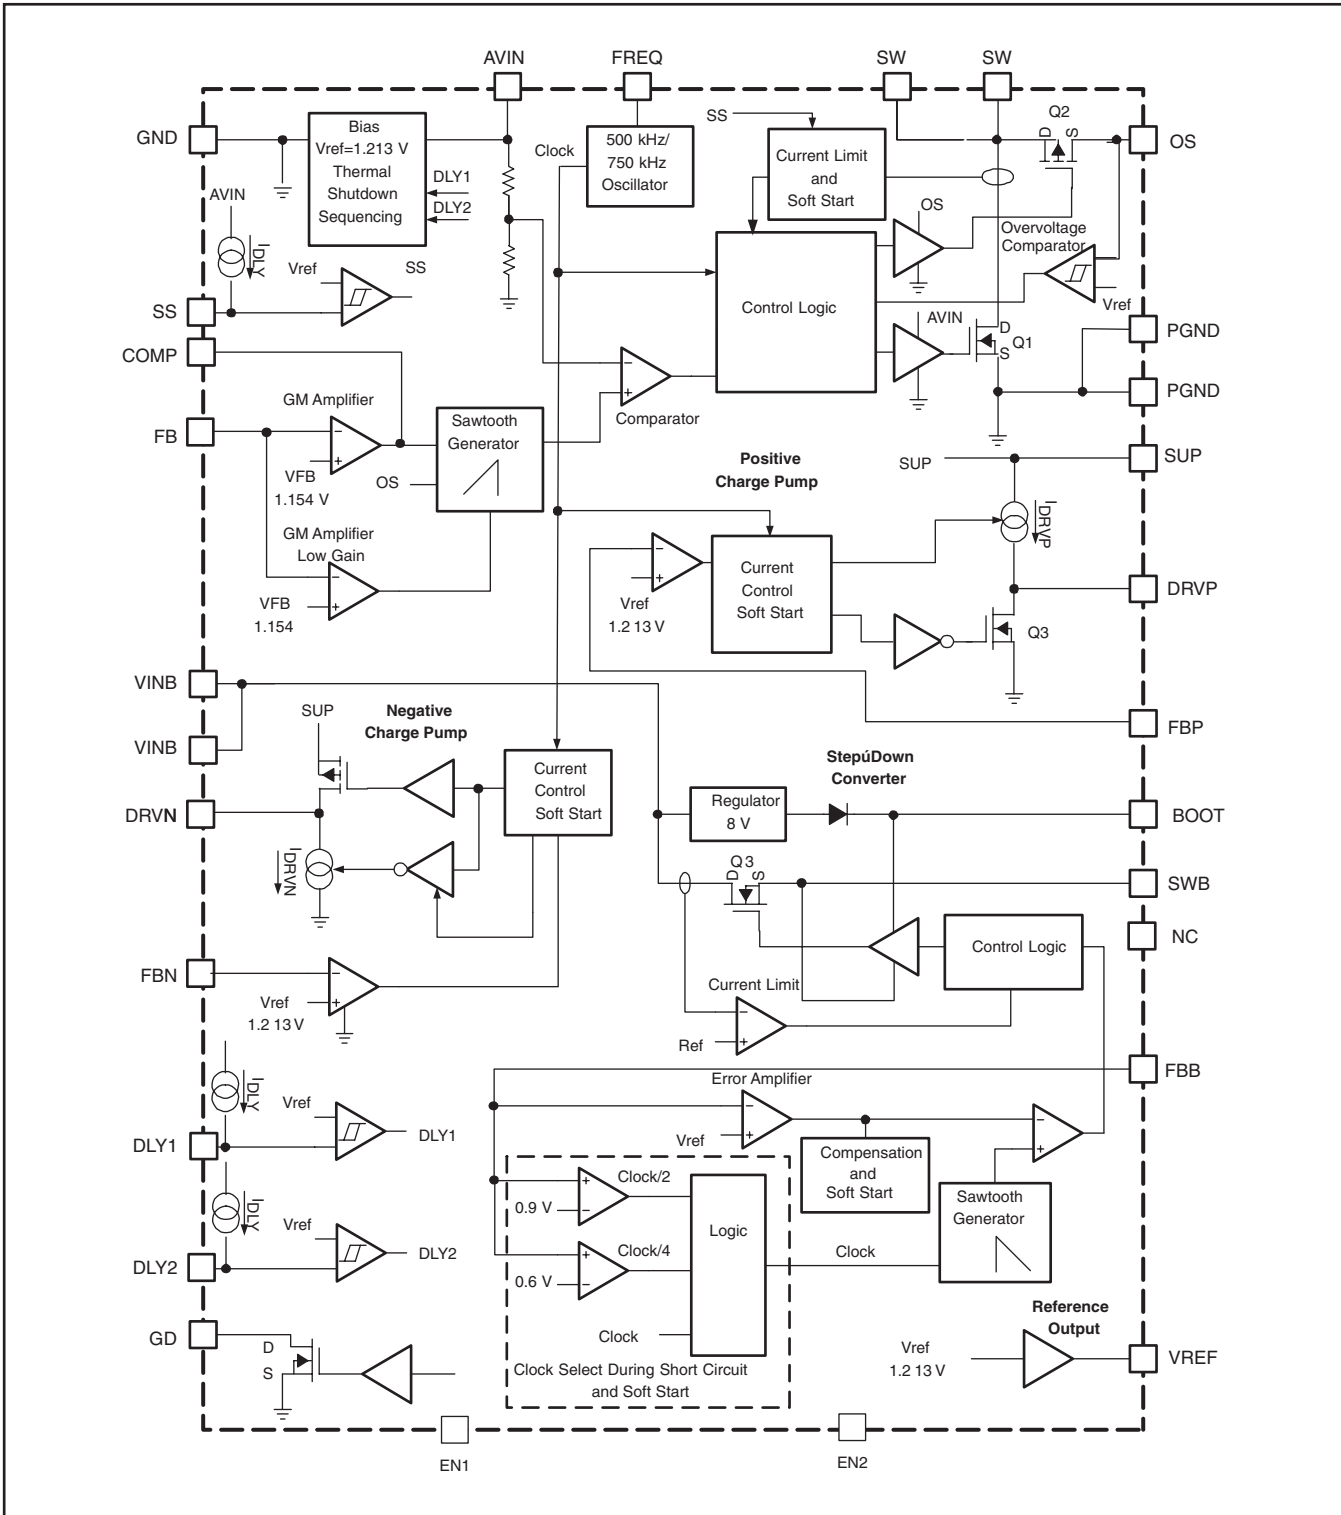 AVIN
FREQ
SW
SW
GND
Bias
Vref=1.213 V
Thermal
Shutdown
Sequencing
DLY1
DLY2
Clock
500 kHz/
750 kHz
Oscillator
SS
Current Limit
and
Soft Start
Q2
D
S
OS
AVIN
IDLY
Vref
SS
SS
OS
Overvoltage
Comparator
Vref
Control Logic
AVIN
D
Q1
S
PGND
PGND
COMP
FB
GM Amplifier
VFB
1.154 V
OS
Sawtooth
Generator
Comparator
GM Amplifier
Low Gain
VFB
1.154
Positive
Charge Pump
SUP
SUP
IDRVP
Vref
1.2 13 V
Current
Control
Soft Start
DRVP
Q3
VINB
VINB
FBP
SUP
Negative
Charge Pump
Current
Control
Soft Start
DRVN
IDRVN
StepúDown
Converter
Regulator
8 V
BOOT
Q3
D
S
SWB
NC
Control Logic
FBN
Vref
1.2 13 V
Current Limit
Ref
FBB
Error Amplifier
Vref
Compensation
and
Soft Start
Sawtooth
Generator
IDLY
Vref
DLY1
DLY1
IDLY
Vref
DLY2
DLY2
0.9 V
Clock/2
0.6 V
Clock/4
Logic
Clock
Clock
Clock Select During Short Circuit
and Soft Start
GD
D
S
Reference
Output
Vref
1.2 13 V
VREF
EN1
EN2